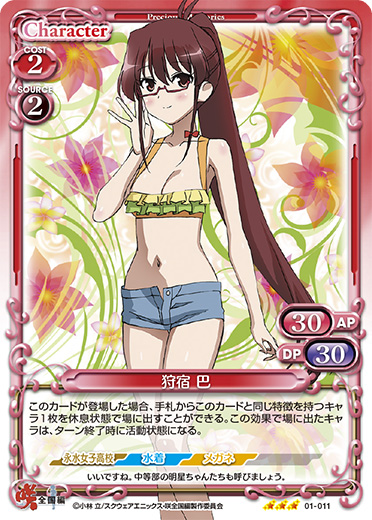 Precious Memories
Character
COST
2
SOURCE
2
30 AP
DP 30
狩宿 巴
このカードが登場した場合、手札からこのカードと同じ特徴を持つキャ
ラ1枚を休息状態で場に出すことができる。この効果で場に出たキャ
ラは、ターン終了時に活動状態になる。
永水女子高校 水着 メガネ
いいですね。中等部の明星ちゃんたちも呼びましょう。
咲 全国編
©小林 立/スクウェアエニックス・咲全国編製作委員会
01-011